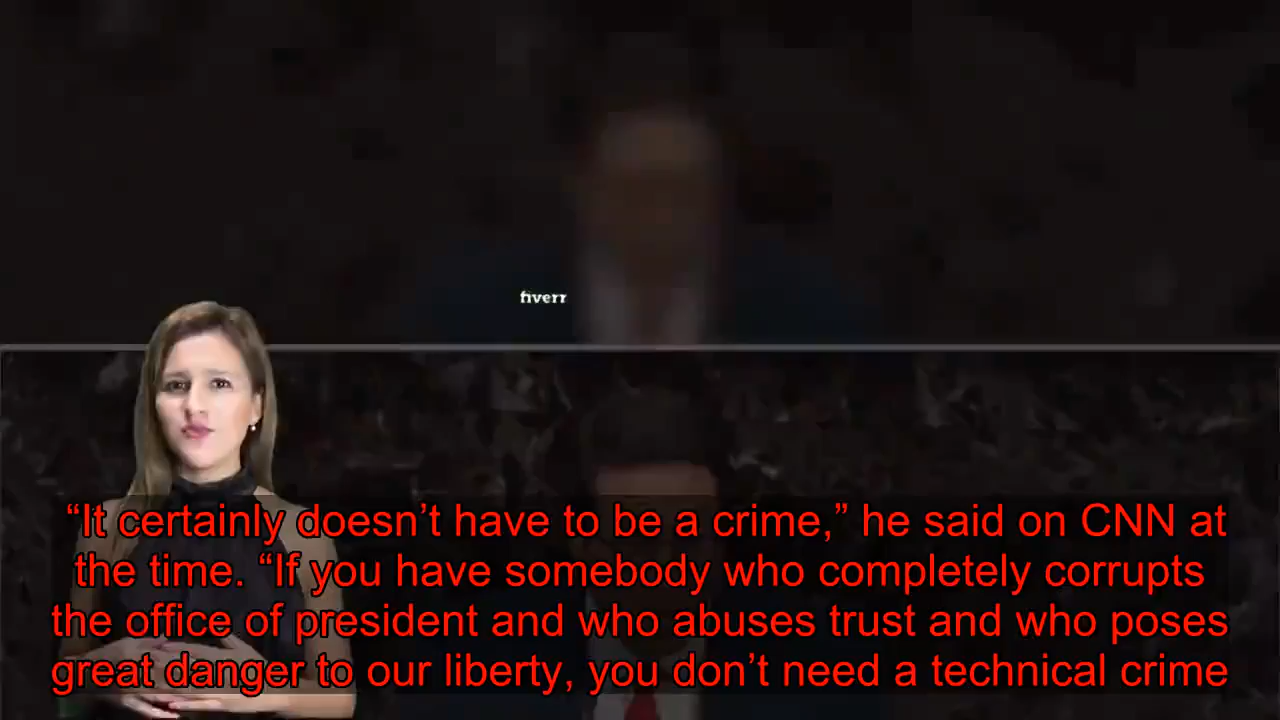 fiverr
“It certainly doesn’t have to be a crime,” he said on CNN at
the time. “If you have somebody who completely corrupts
the office of president and who abuses trust and who poses
great danger to our liberty, you don’t need a technical crime